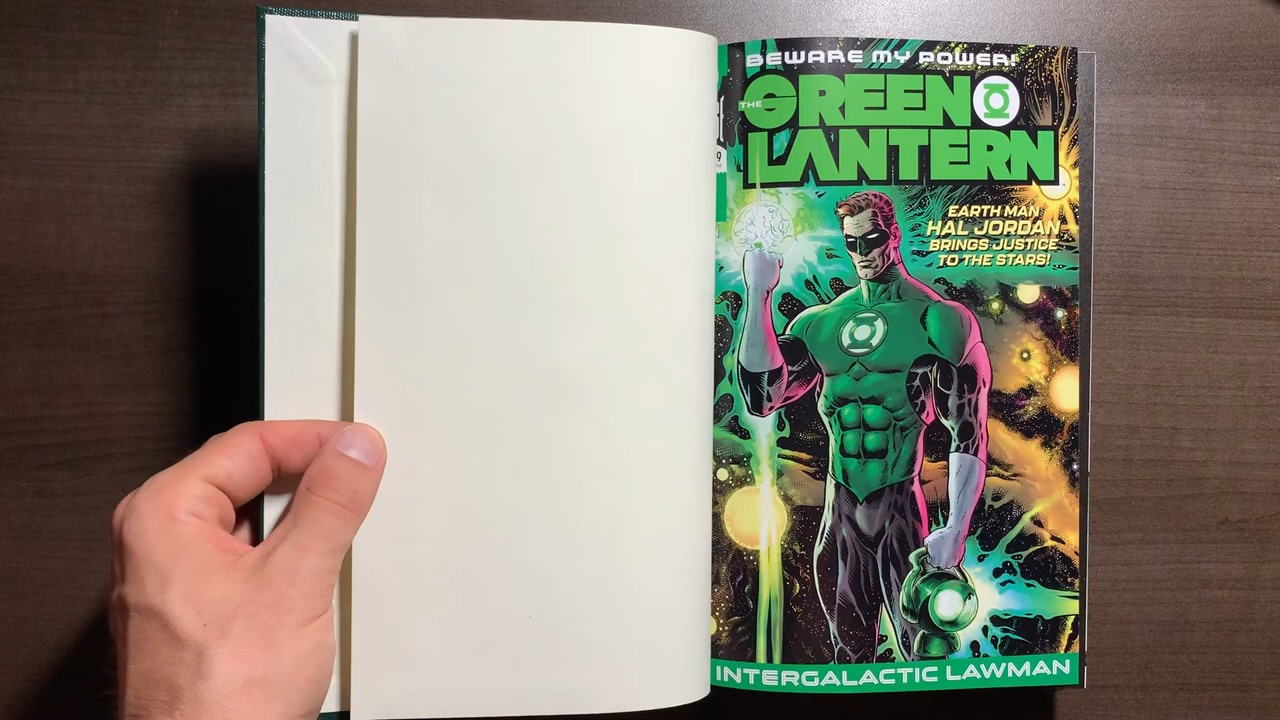 BEWARE MY POWER!
THE GREEN
LANTERN
EARTH MAN
HAL JORDAN
BRINGS JUSTICE
TO THE STARS!
INTERGALACTIC LAWMAN